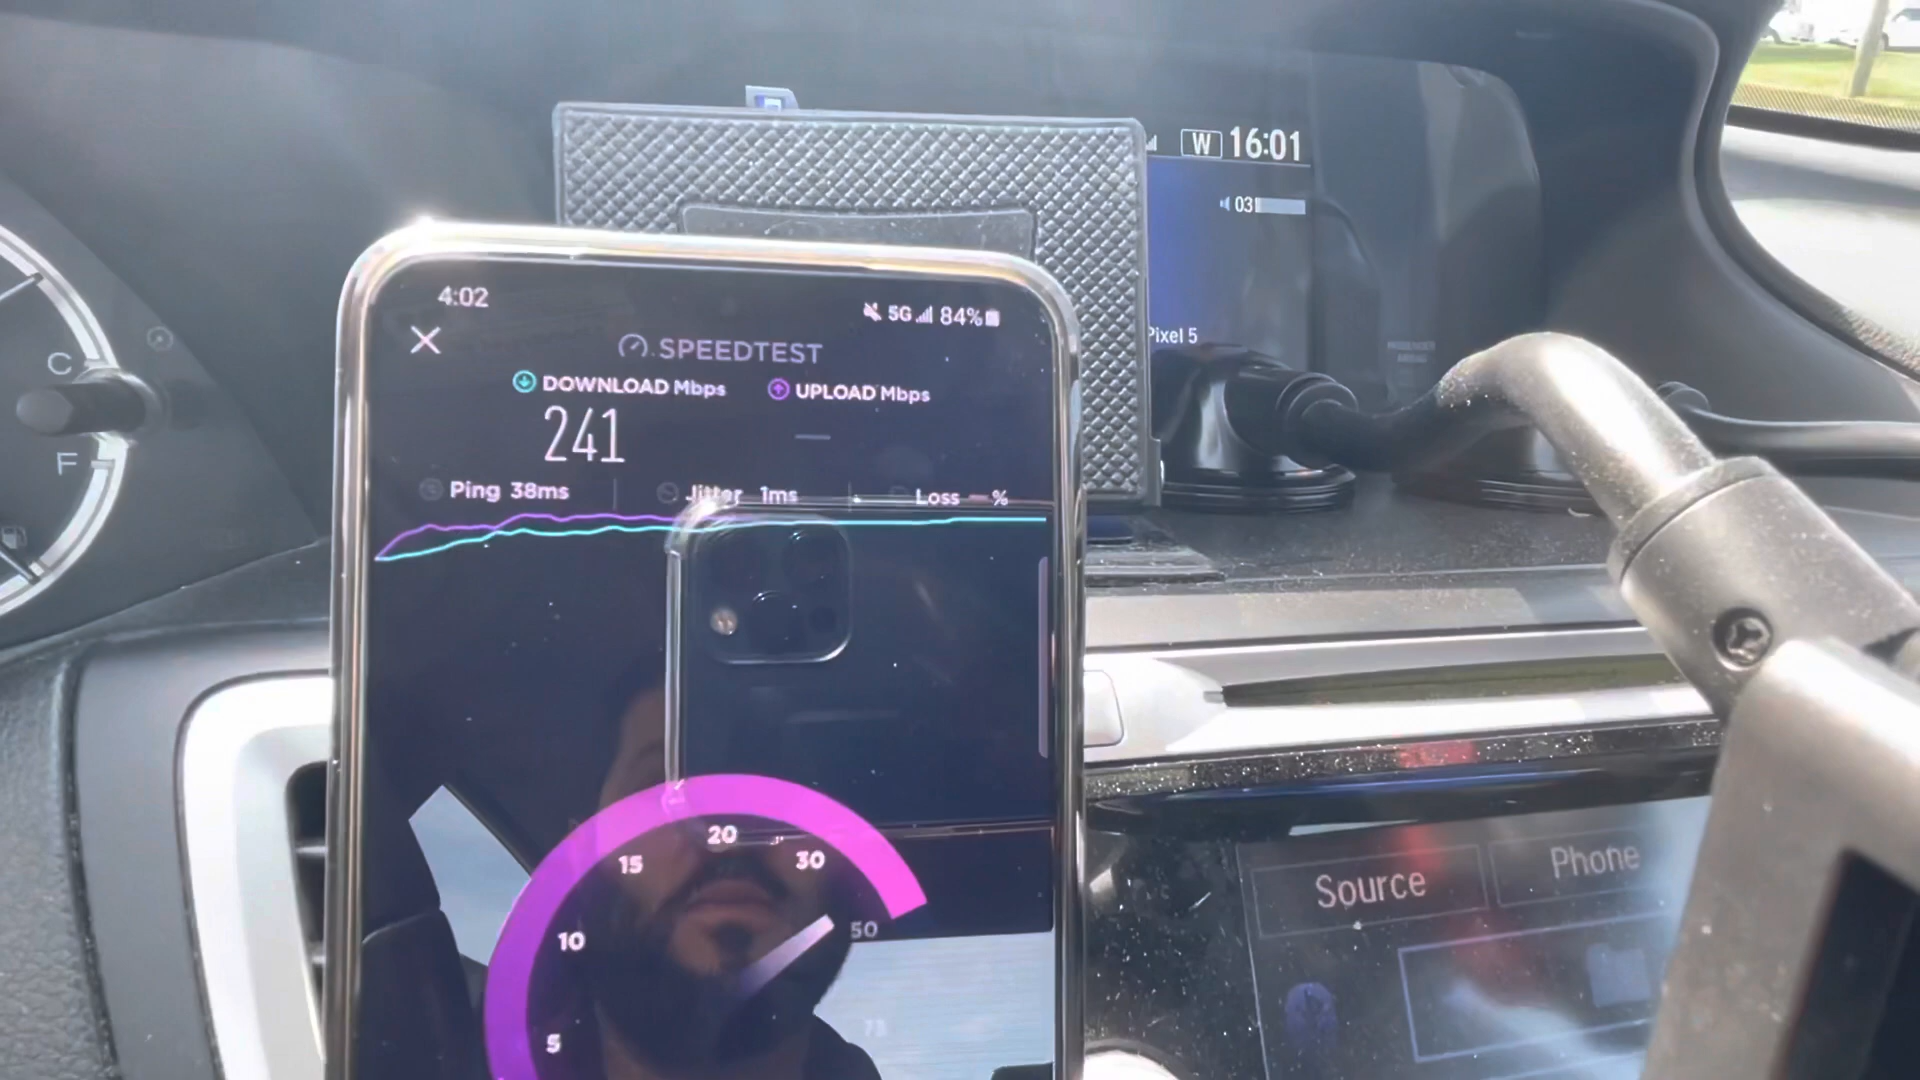 W 16:01
03
4:02
5G 84%
SPEEDTEST
DOWNLOAD Mbps UPLOAD Mbps
241
Ping 38ms Jitter 1ms Loss — %
Pixel 5
C
F
20
15 30
10 50
5
Source Phone